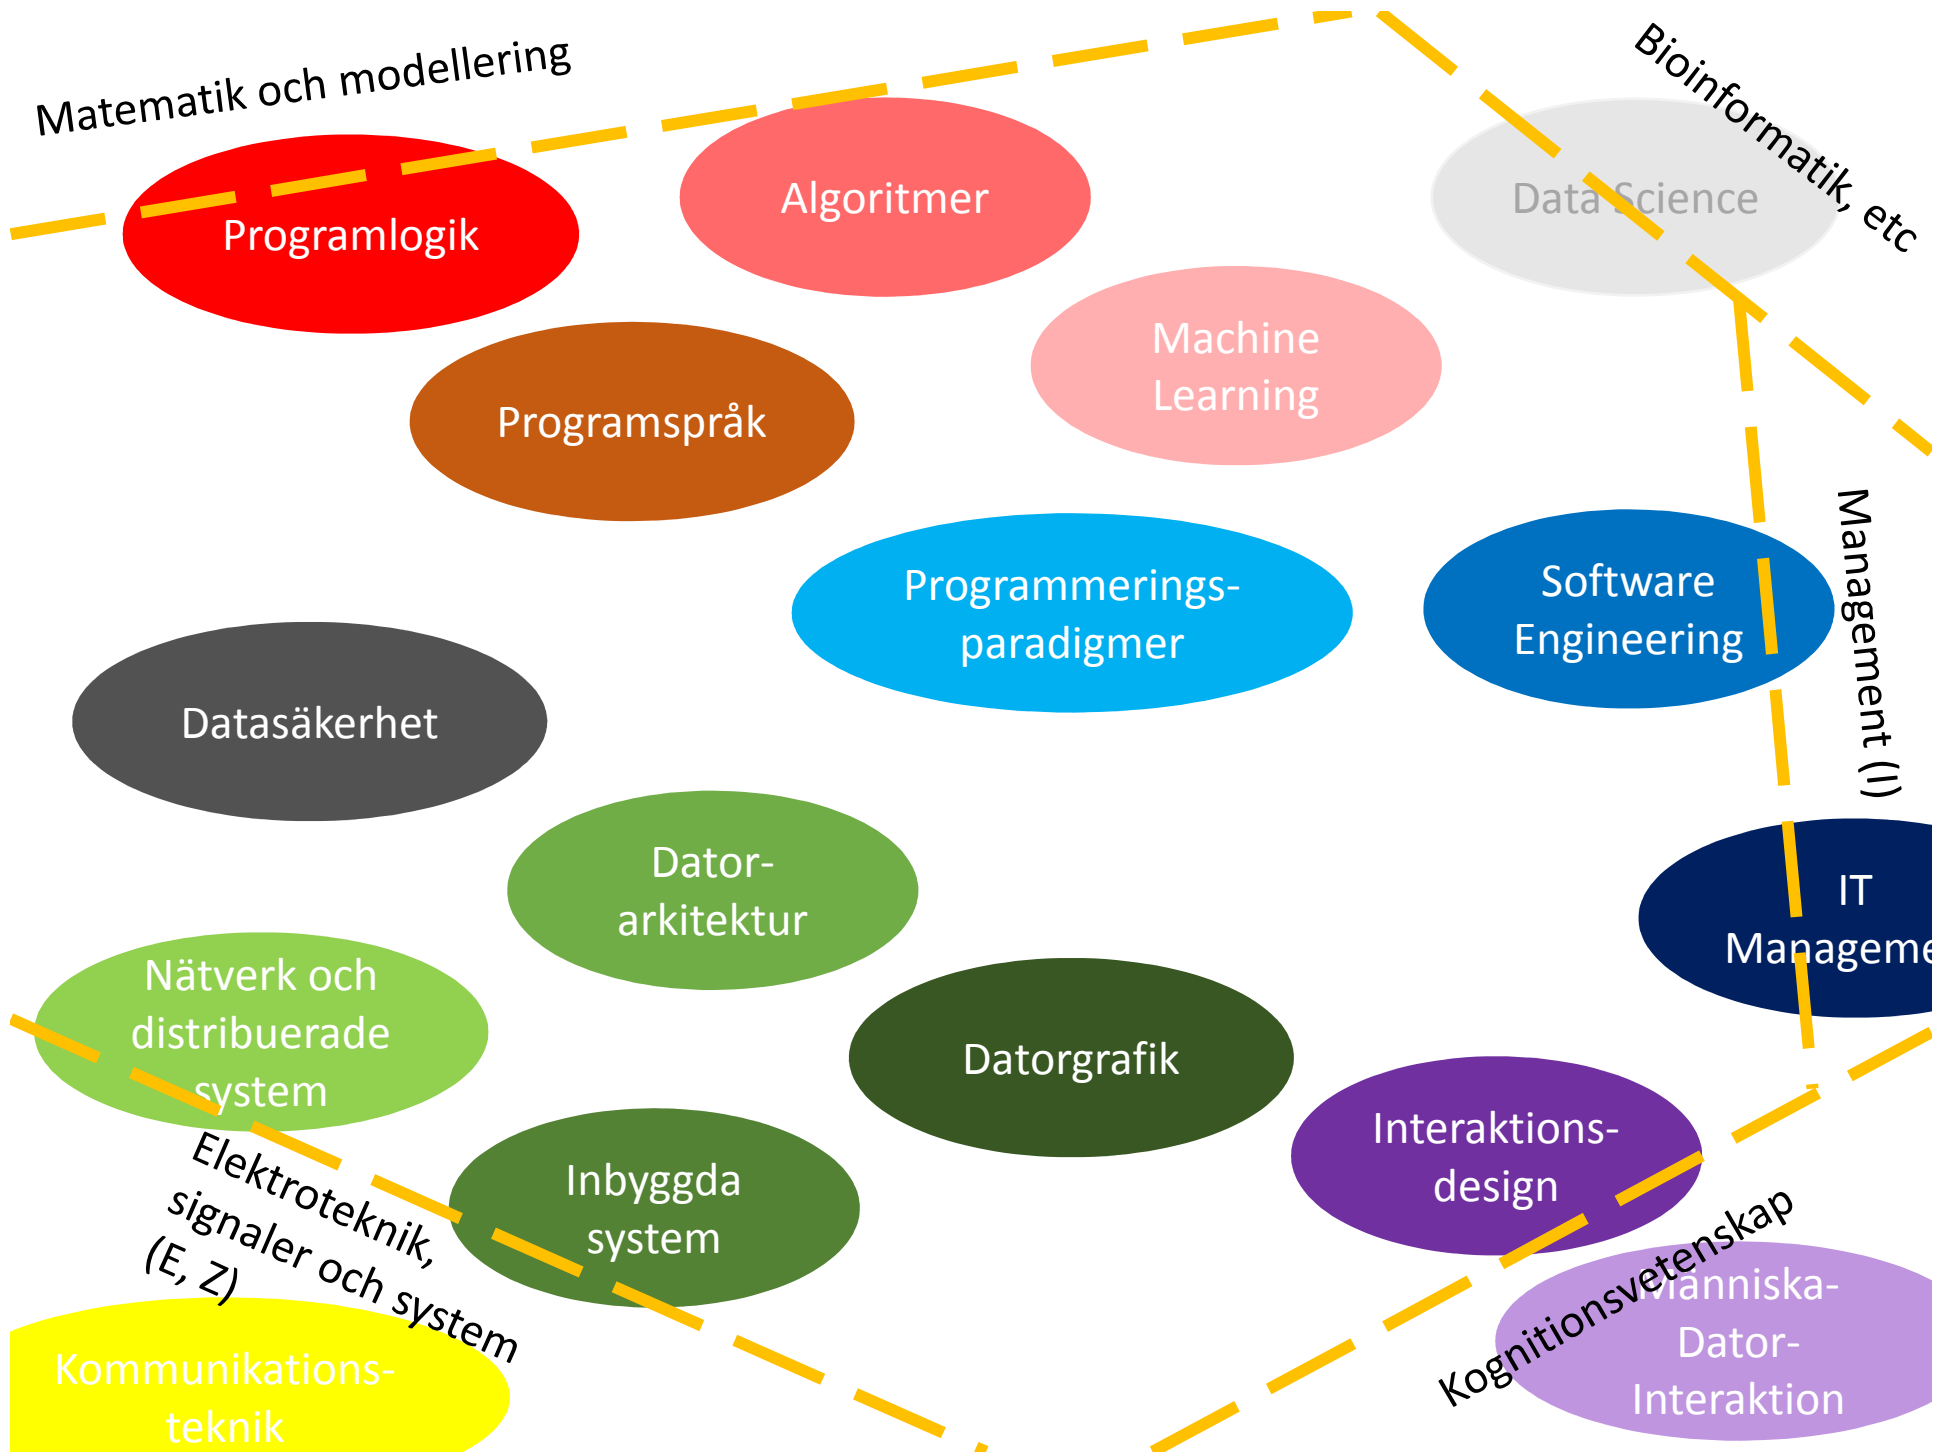 Matematik och modellering
Bioinformatik, etc
Programlogik
Algoritmer
Data Science
Machine
Learning
Programspråk
Programmerings-
paradigmer
Software
Engineering
Management (I)
Datasäkerhet
Dator-
arkitektur
IT
Manageme
Nätverk och
distribuerade
system
Datorgrafik
Interaktions-
design
Elektroteknik,
signaler och system
(E, Z)
Inbyggda
system
Kognitionsvetenskap
Människa-
Dator-
Interaktion
Kommunikations-
teknik